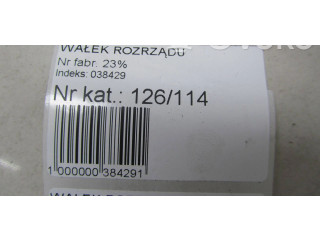 WAŁEK ROZRZĄDU
Nr fabr. 23%
Indeks: 038429
Nr kat.: 126/114
1 000000 384291